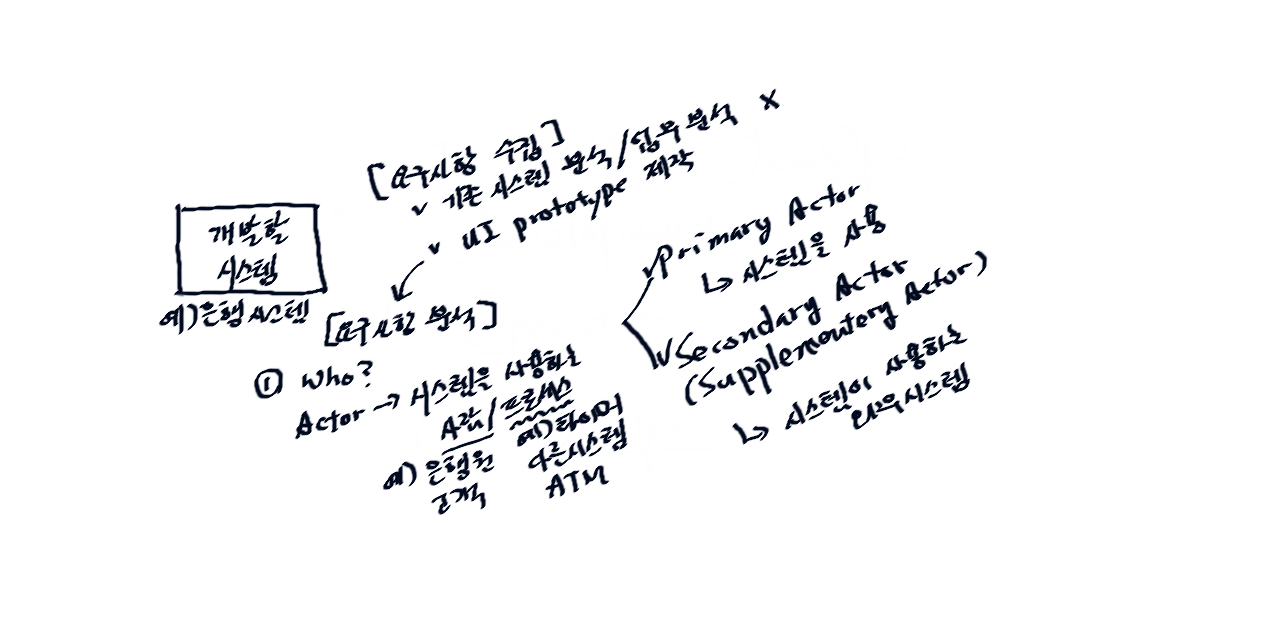 [요구사항 수집]
v 기존 시스템 분석/업무분석 x
v UI prototype 제작
개발할
시스템
예)은행시스템
[요구사항 분석]
① Who?
Actor → 시스템을 사용하는
사람/프로세스
예) 은행원
고객
예)타이머
다른시스템
ATM
v Primary Actor
↳ 시스템을 사용
v Secondary Actor
(Supplementery Actor)
↳ 시스템이 사용하는
외부시스템